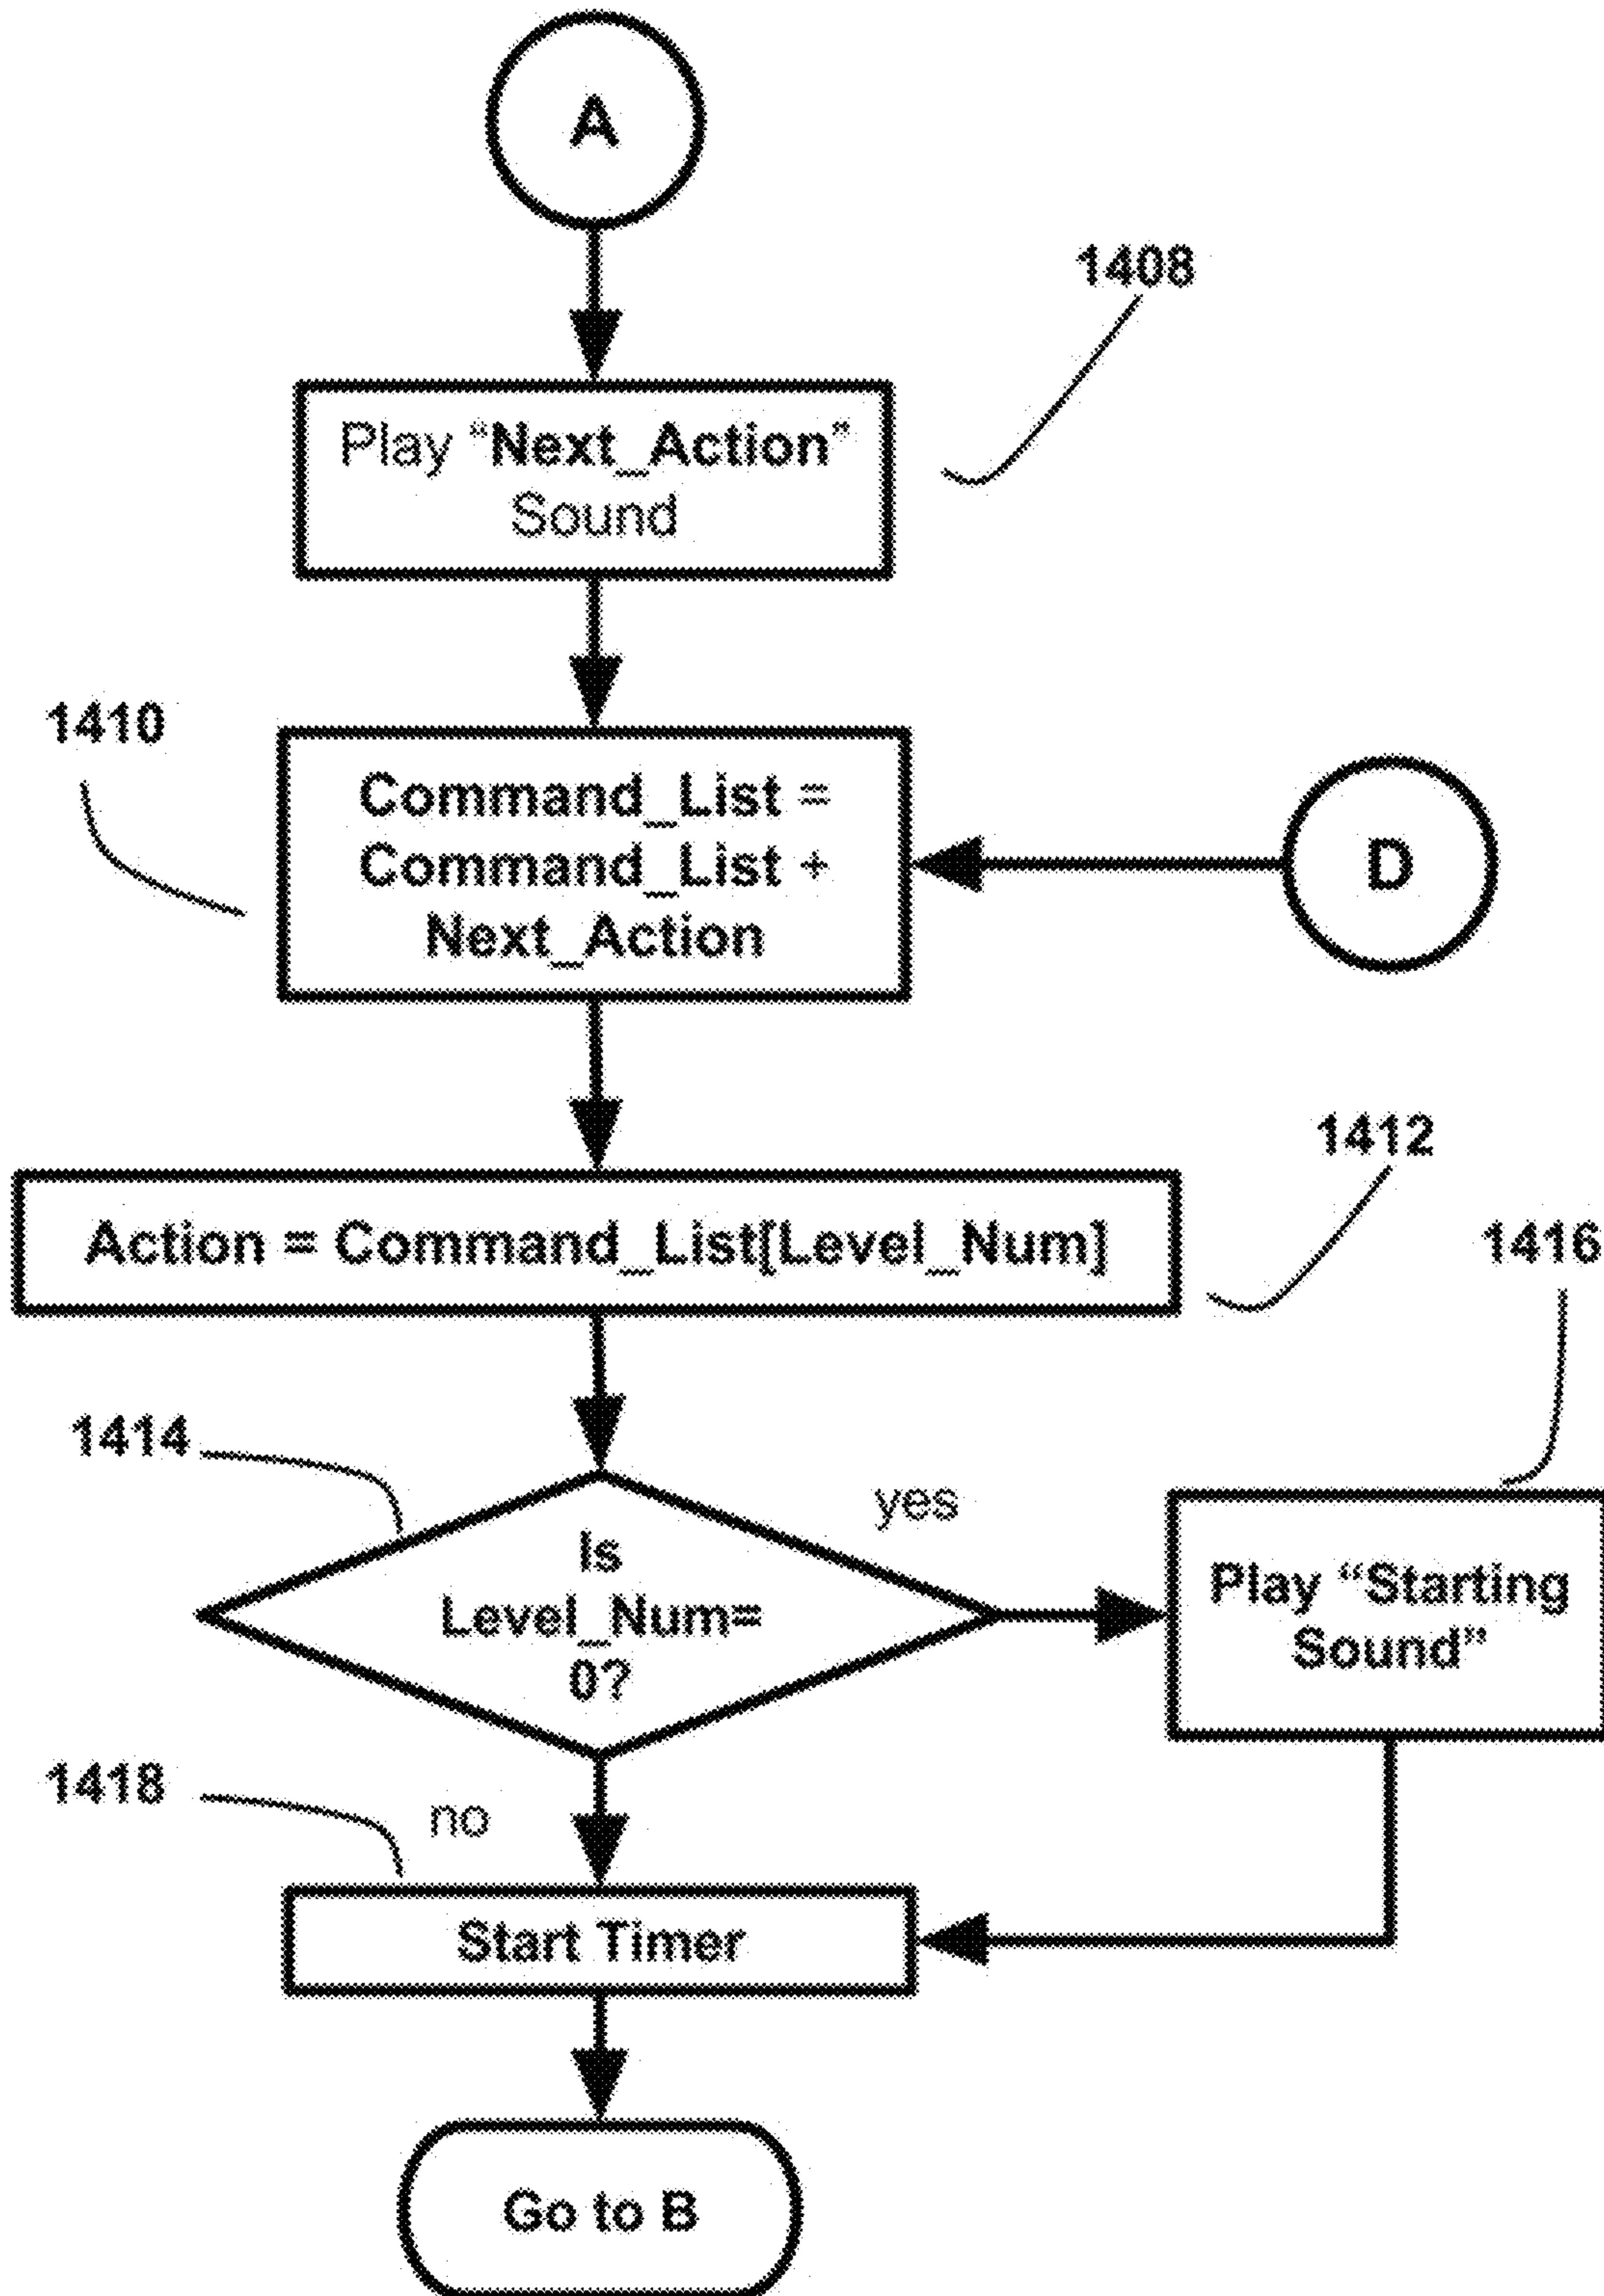 A
1408
Play “Next_Action”
Sound
1410
Command_List =
Command_List +
Next_Action
D
1412
Action = Command_List[Level_Num]
1416
1414
yes
Is
Level_Num=
0?
Play “Starting
Sound”
1418
no
Start Timer
Go to B